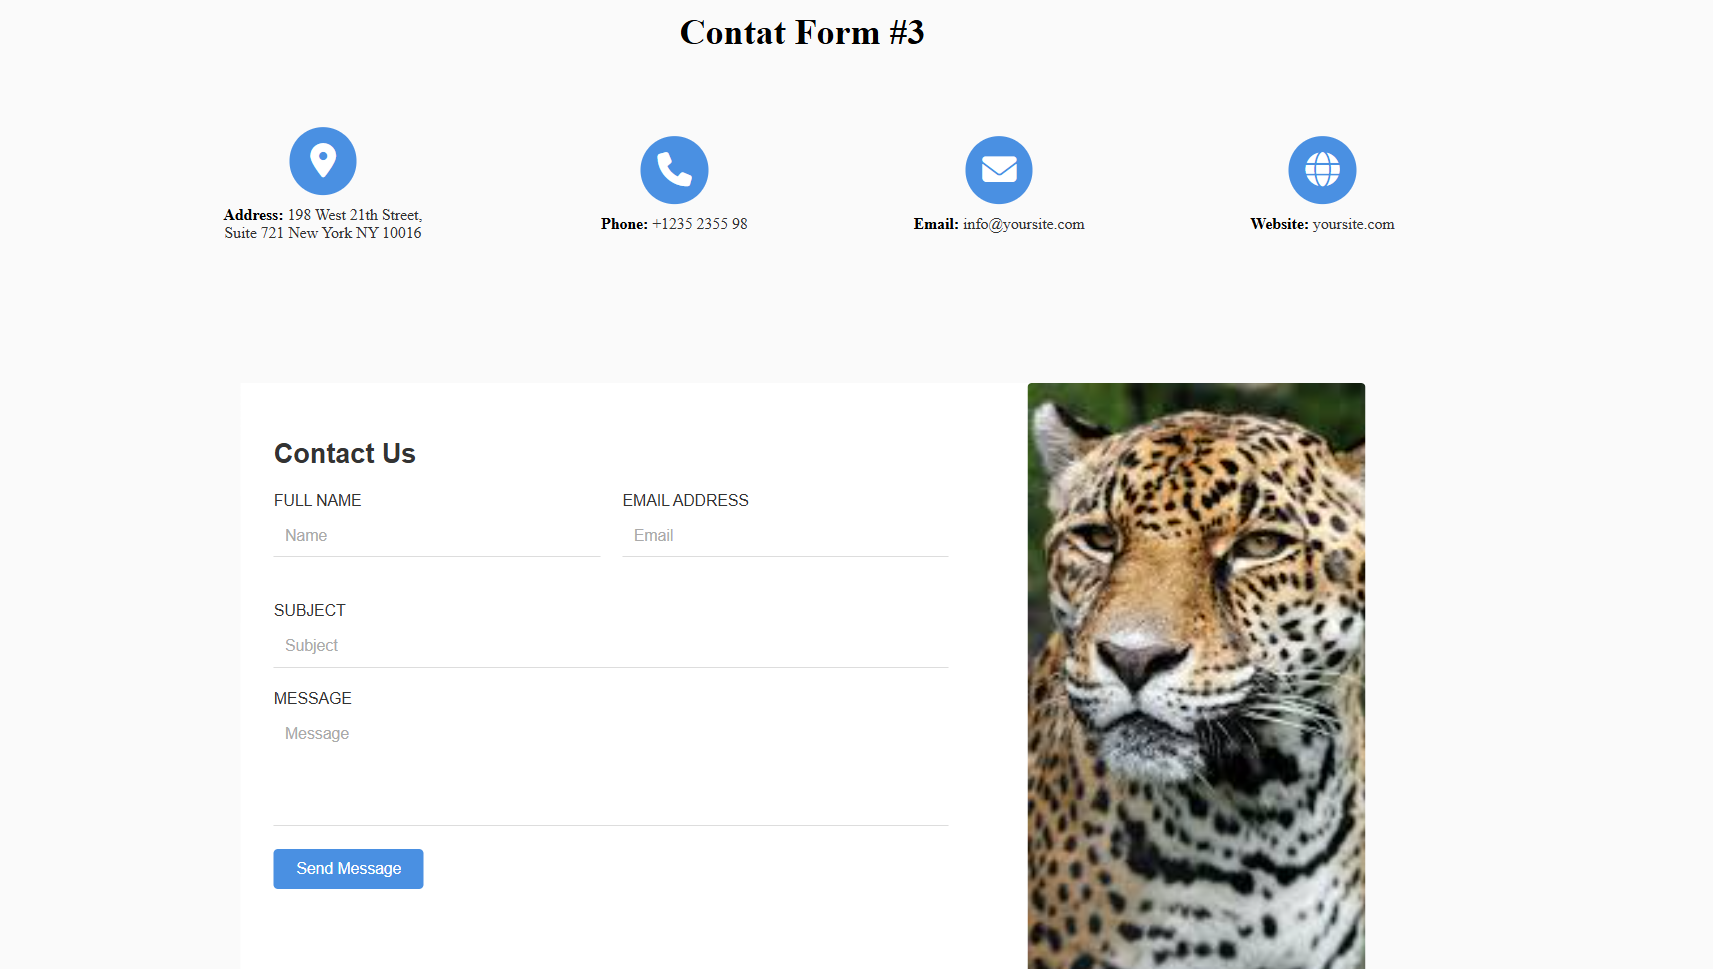 Contat Form #3
Address: 198 West 21th Street,
Suite 721 New York NY 10016
Phone: +1235 2355 98
Email: info@yoursite.com
Website: yoursite.com
Contact Us
FULL NAME
EMAIL ADDRESS
Name
Email
SUBJECT
Subject
MESSAGE
Message
Send Message